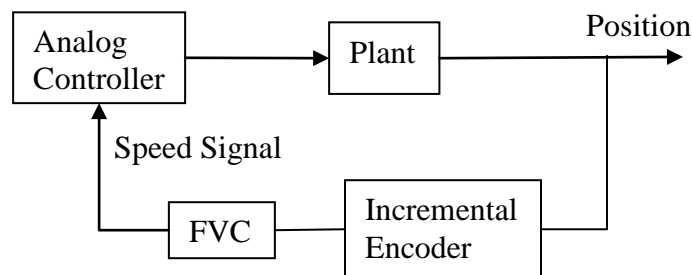 Position
Analog
Controller
Plant
Speed Signal
FVC
Incremental
Encoder